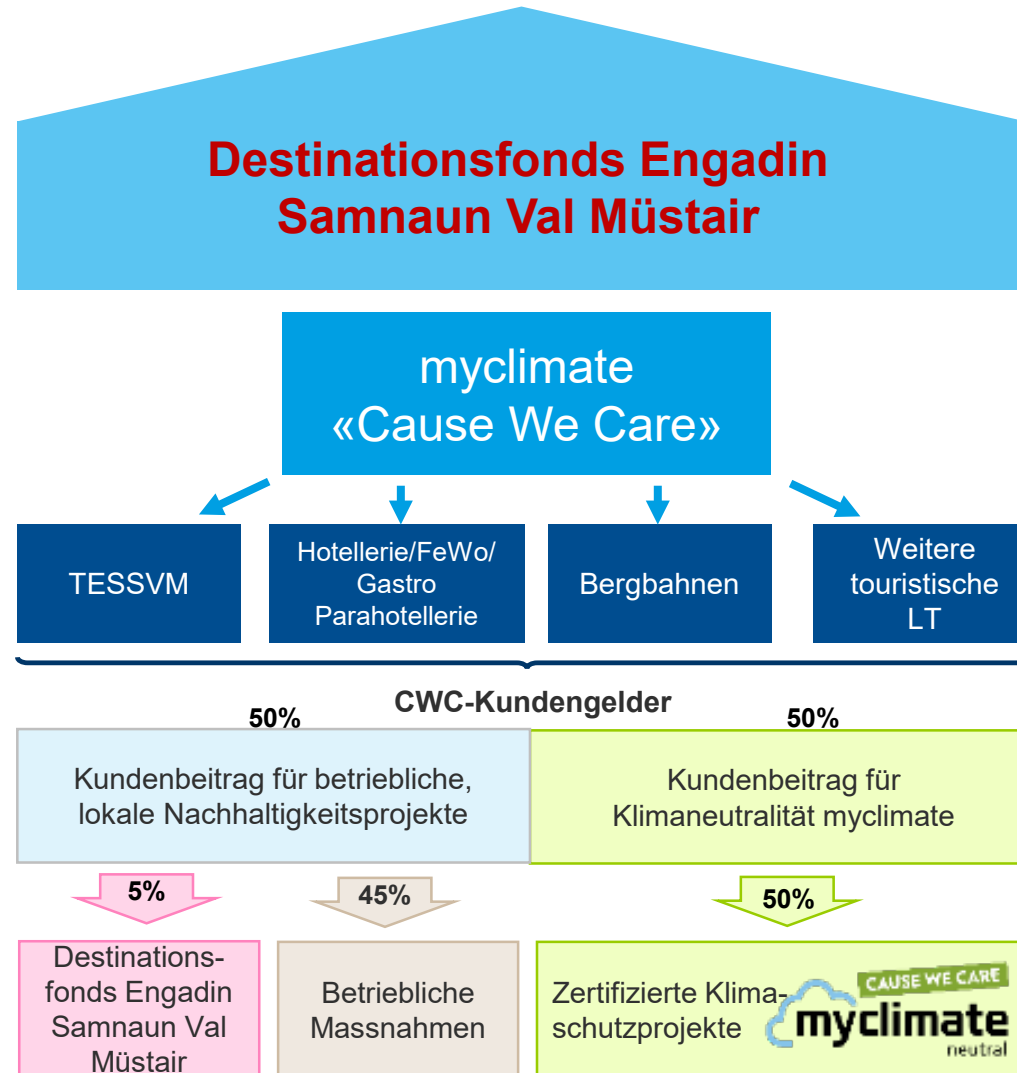 Destinationsfonds Engadin
Samnaun Val Müstair
myclimate
«Cause We Care»
TESSVM
Hotellerie/FeWo/
Gastro
Parahotellerie
Bergbahnen
Weitere
touristische
LT
CWC-Kundengelder
50%
50%
Kundenbeitrag für betriebliche,
lokale Nachhaltigkeitsprojekte
Kundenbeitrag für
Klimaneutralität myclimate
5%
45%
50%
Destinations-
fonds Engadin
Samnaun Val
Müstair
Betriebliche
Massnahmen
Zertifizierte Klima-
schutzprojekte
CAUSE WE CARE
myclimate
neutral